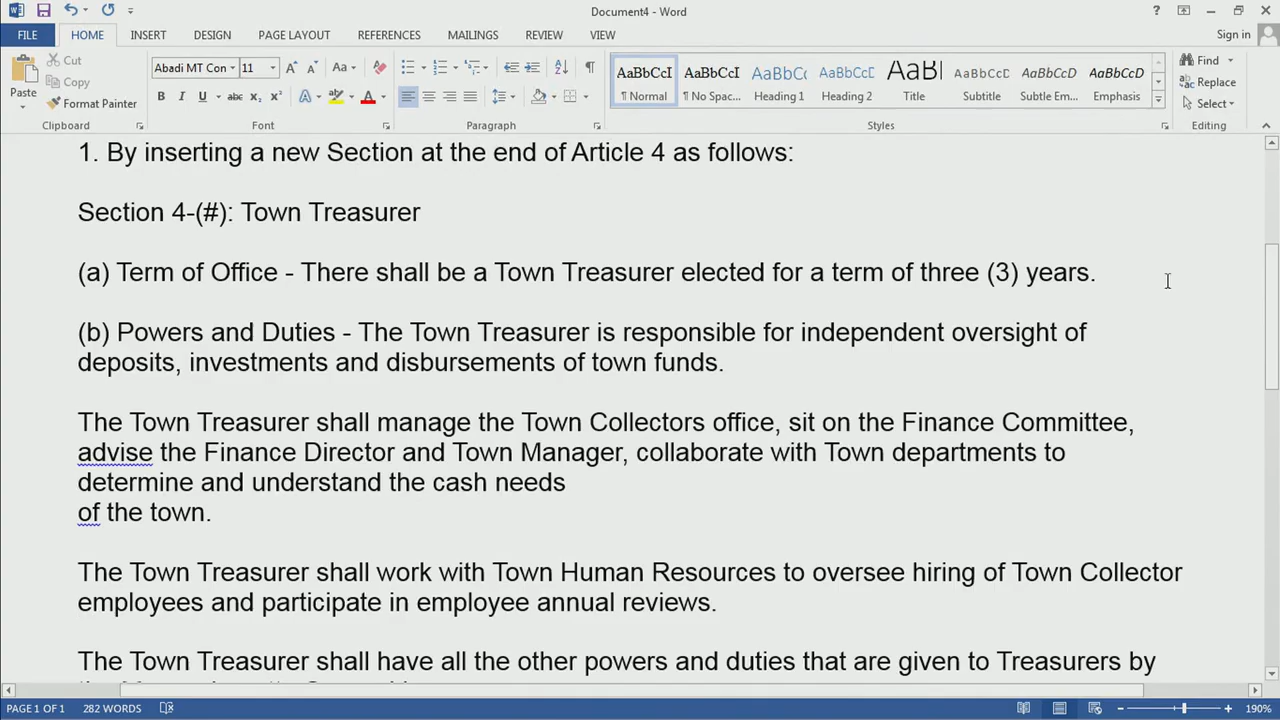 Document4 - Word
Sign in
FILE HOME INSERT DESIGN PAGE LAYOUT REFERENCES MAILINGS REVIEW VIEW
Paste
Cut
Copy
Format Painter
Clipboard
Abadi MT Con 11
Font
Paragraph
AaBbCcI AaBbCcI AaBbCc AaBbCcI AaBl AaBbCcD AaBbCcD AaBbCcD
¶ Normal ¶ No Spac... Heading 1 Heading 2 Title Subtitle Subtle Em... Emphasis
Styles
Find
Replace
Select
Editing
1. By inserting a new Section at the end of Article 4 as follows:
Section 4-(#): Town Treasurer
(a) Term of Office - There shall be a Town Treasurer elected for a term of three (3) years.
(b) Powers and Duties - The Town Treasurer is responsible for independent oversight of
deposits, investments and disbursements of town funds.
The Town Treasurer shall manage the Town Collectors office, sit on the Finance Committee,
advise the Finance Director and Town Manager, collaborate with Town departments to
determine and understand the cash needs
of the town.
The Town Treasurer shall work with Town Human Resources to oversee hiring of Town Collector
employees and participate in employee annual reviews.
The Town Treasurer shall have all the other powers and duties that are given to Treasurers by
PAGE 1 OF 1 282 WORDS 190%